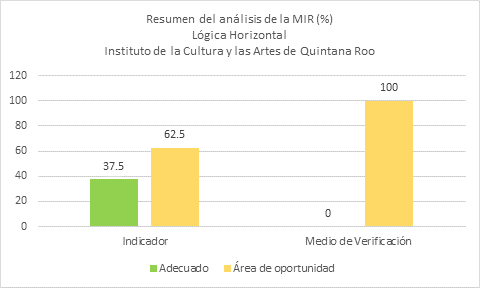 Resumen del análisis de la MIR (%)
Lógica Horizontal
Instituto de la Cultura y las Artes de Quintana Roo
120
100
80
60
40
20
0
37.5
62.5
0
100
Indicador
Medio de Verificación
Adecuado
Área de oportunidad